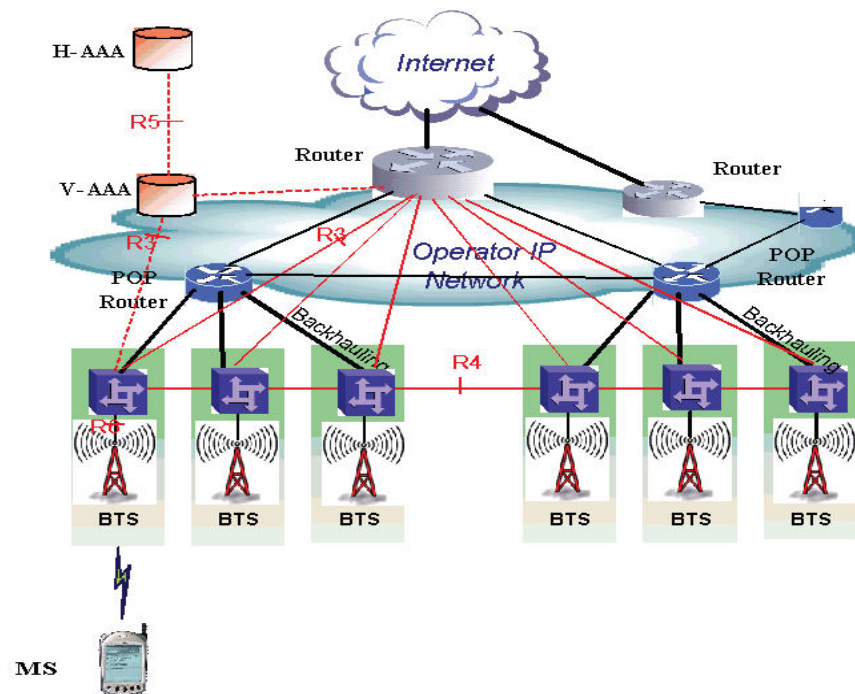 H-AAA
Internet
R5
Router
Router
V-AAA
R3
R3
Operator IP
Network
POP
Router
POP
Router
Backhauling
Backhauling
R4
R6
BTS
BTS
BTS
BTS
BTS
BTS
MS